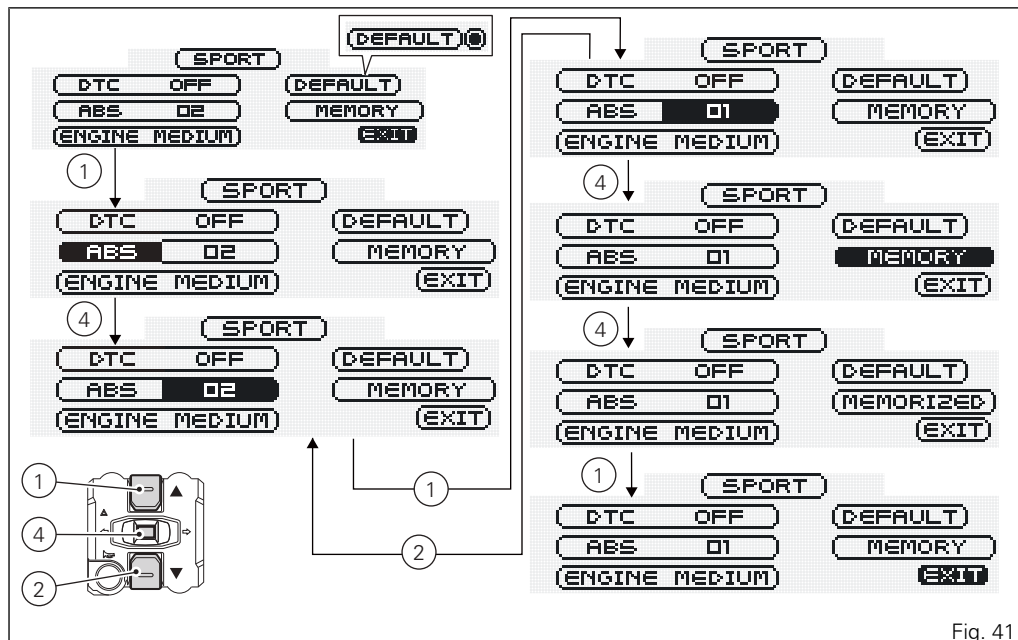 (DEFAULT)
SPORT
DTC OFF DEFAULT
ABS 02 MEMORY
ENGINE MEDIUM EXIT
1
SPORT
DTC OFF DEFAULT
ABS 02 MEMORY
ENGINE MEDIUM EXIT
4
SPORT
DTC OFF DEFAULT
ABS 02 MEMORY
ENGINE MEDIUM EXIT
1
2
1
4
2
SPORT
DTC OFF DEFAULT
ABS 01 MEMORY
ENGINE MEDIUM EXIT
4
SPORT
DTC OFF DEFAULT
ABS 01 MEMORY
ENGINE MEDIUM EXIT
4
SPORT
DTC OFF DEFAULT
ABS 01 MEMORIZED
ENGINE MEDIUM EXIT
1
SPORT
DTC OFF DEFAULT
ABS 01 MEMORY
ENGINE MEDIUM EXIT
Fig. 41